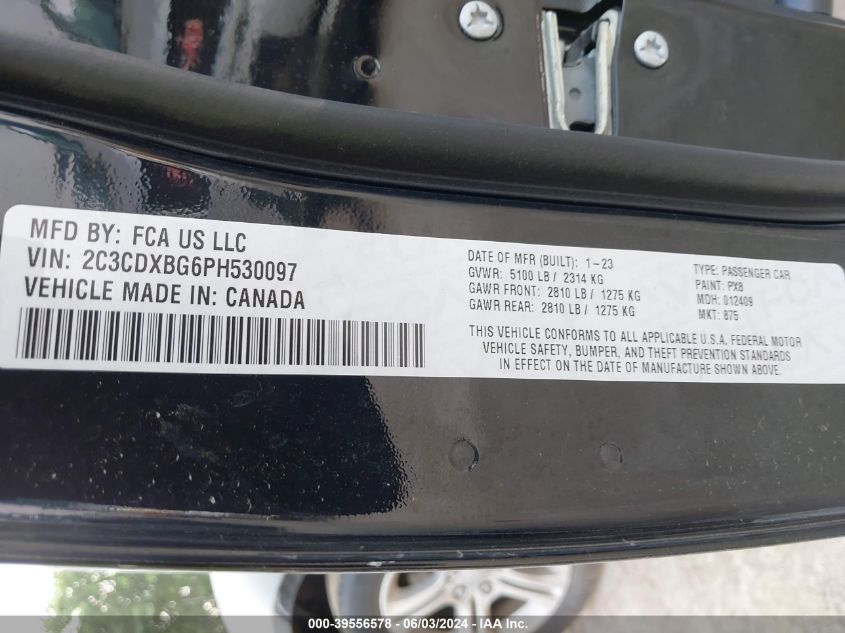 MFD BY: FCA US LLC
VIN: 2C3CDXBG6PH530097
VEHICLE MADE IN: CANADA
DATE OF MFR (BUILT): 1-23
GVWR: 5100 LB / 2314 KG
GAWR FRONT: 2810 LB / 1275 KG
GAWR REAR: 2810 LB / 1275 KG
TYPE: PASSENGER CAR
PAINT: PX8
MDH: 012409
MKT: 875
THIS VEHICLE CONFORMS TO ALL APPLICABLE U.S.A. FEDERAL MOTOR
VEHICLE SAFETY, BUMPER, AND THEFT PREVENTION STANDARDS
IN EFFECT ON THE DATE OF MANUFACTURE SHOWN ABOVE.
000-39556578 - 06/03/2024 - COPYRIGHT IAA, INC.